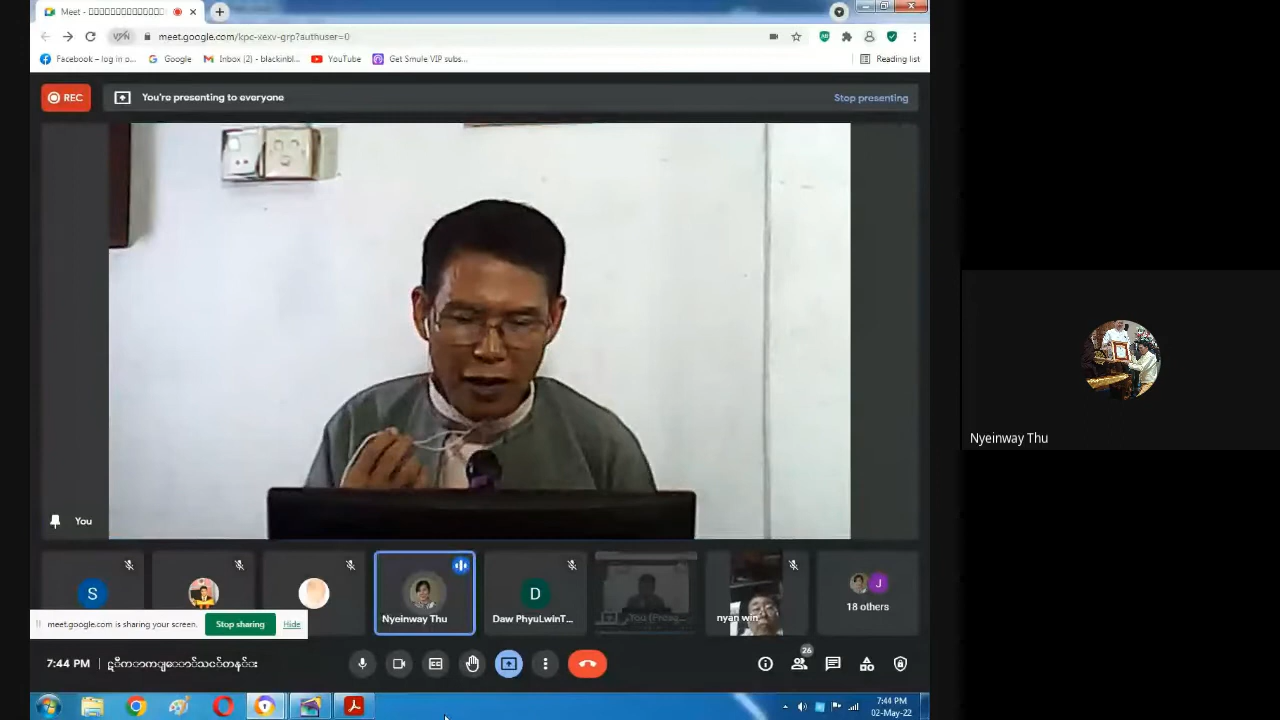 Meet -
meet.google.com/kpc-xexv-grp?authuser=0
Facebook – log in o... Google Inbox (2) - blackinbl... YouTube Get Smule VIP subs... Reading list
REC You're presenting to everyone Stop presenting
You
Nyeinway Thu
S
Nyeinway Thu
D
Daw PhyuLwinT...
nyan win
J
18 others
meet.google.com is sharing your screen. Stop sharing Hide
7:44 PM
26
7:44 PM
02-May-22